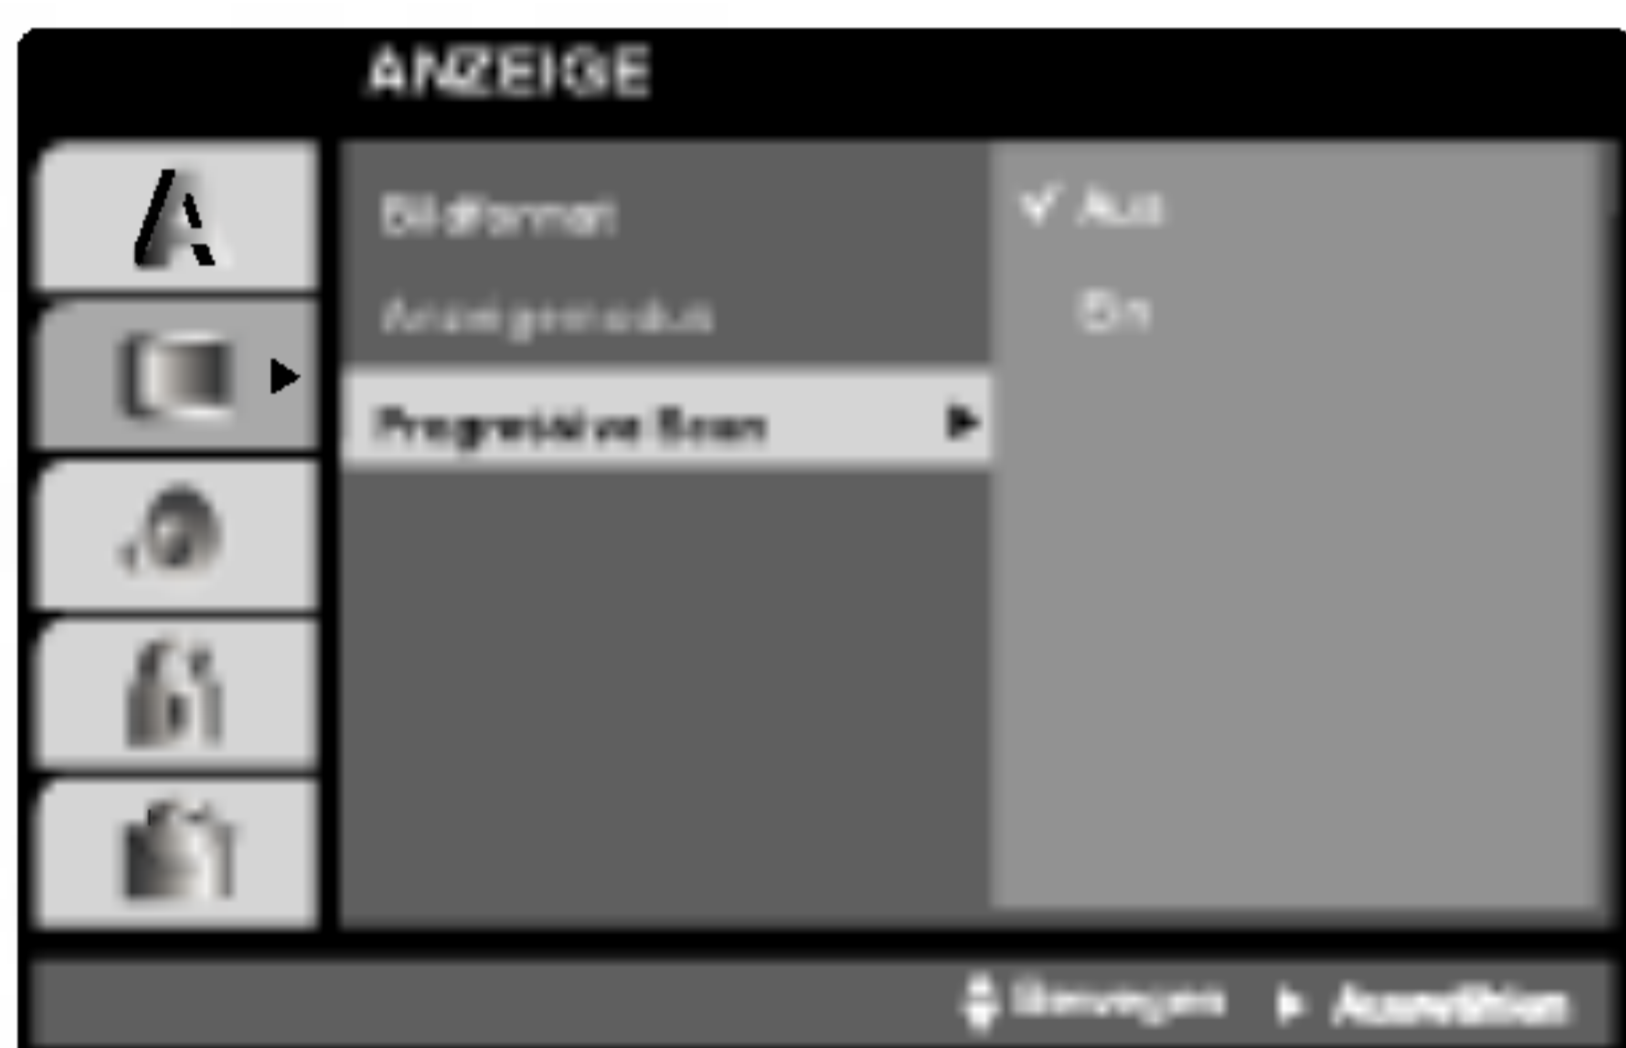 ANZEIGE
Bildformat
Anzeigemodus
Progressive Scan
✓ Aus
Ein
Bewegen
Auswählen